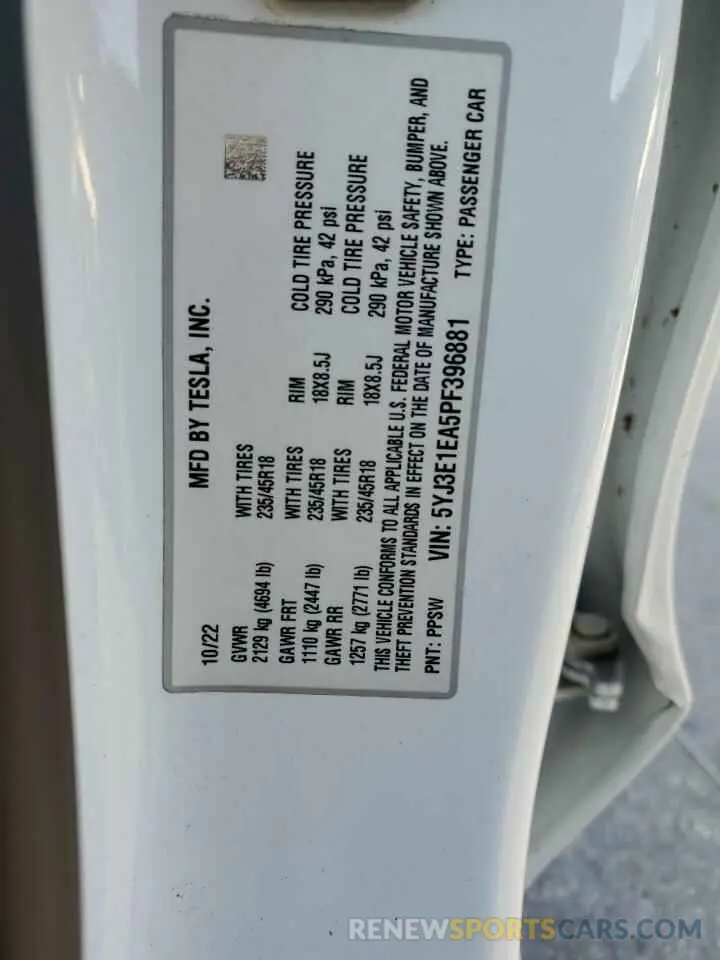 MFD BY TESLA, INC.
10/22
GVWR
2129 kg (4694 lb)
WITH TIRES
235/45R18
GAWR FRT
1110 kg (2447 lb)
WITH TIRES
235/45R18
RIM
18X8.5J
COLD TIRE PRESSURE
290 kPa, 42 psi
GAWR RR
1257 kg (2771 lb)
WITH TIRES
235/45R18
RIM
18X8.5J
COLD TIRE PRESSURE
290 kPa, 42 psi
THIS VEHICLE CONFORMS TO ALL APPLICABLE U.S. FEDERAL MOTOR VEHICLE SAFETY, BUMPER, AND
THEFT PREVENTION STANDARDS IN EFFECT ON THE DATE OF MANUFACTURE SHOWN ABOVE.
PNT: PPSW VIN: 5YJ3E1EA5PF396881 TYPE: PASSENGER CAR
RENEWSPORTSCARS.COM